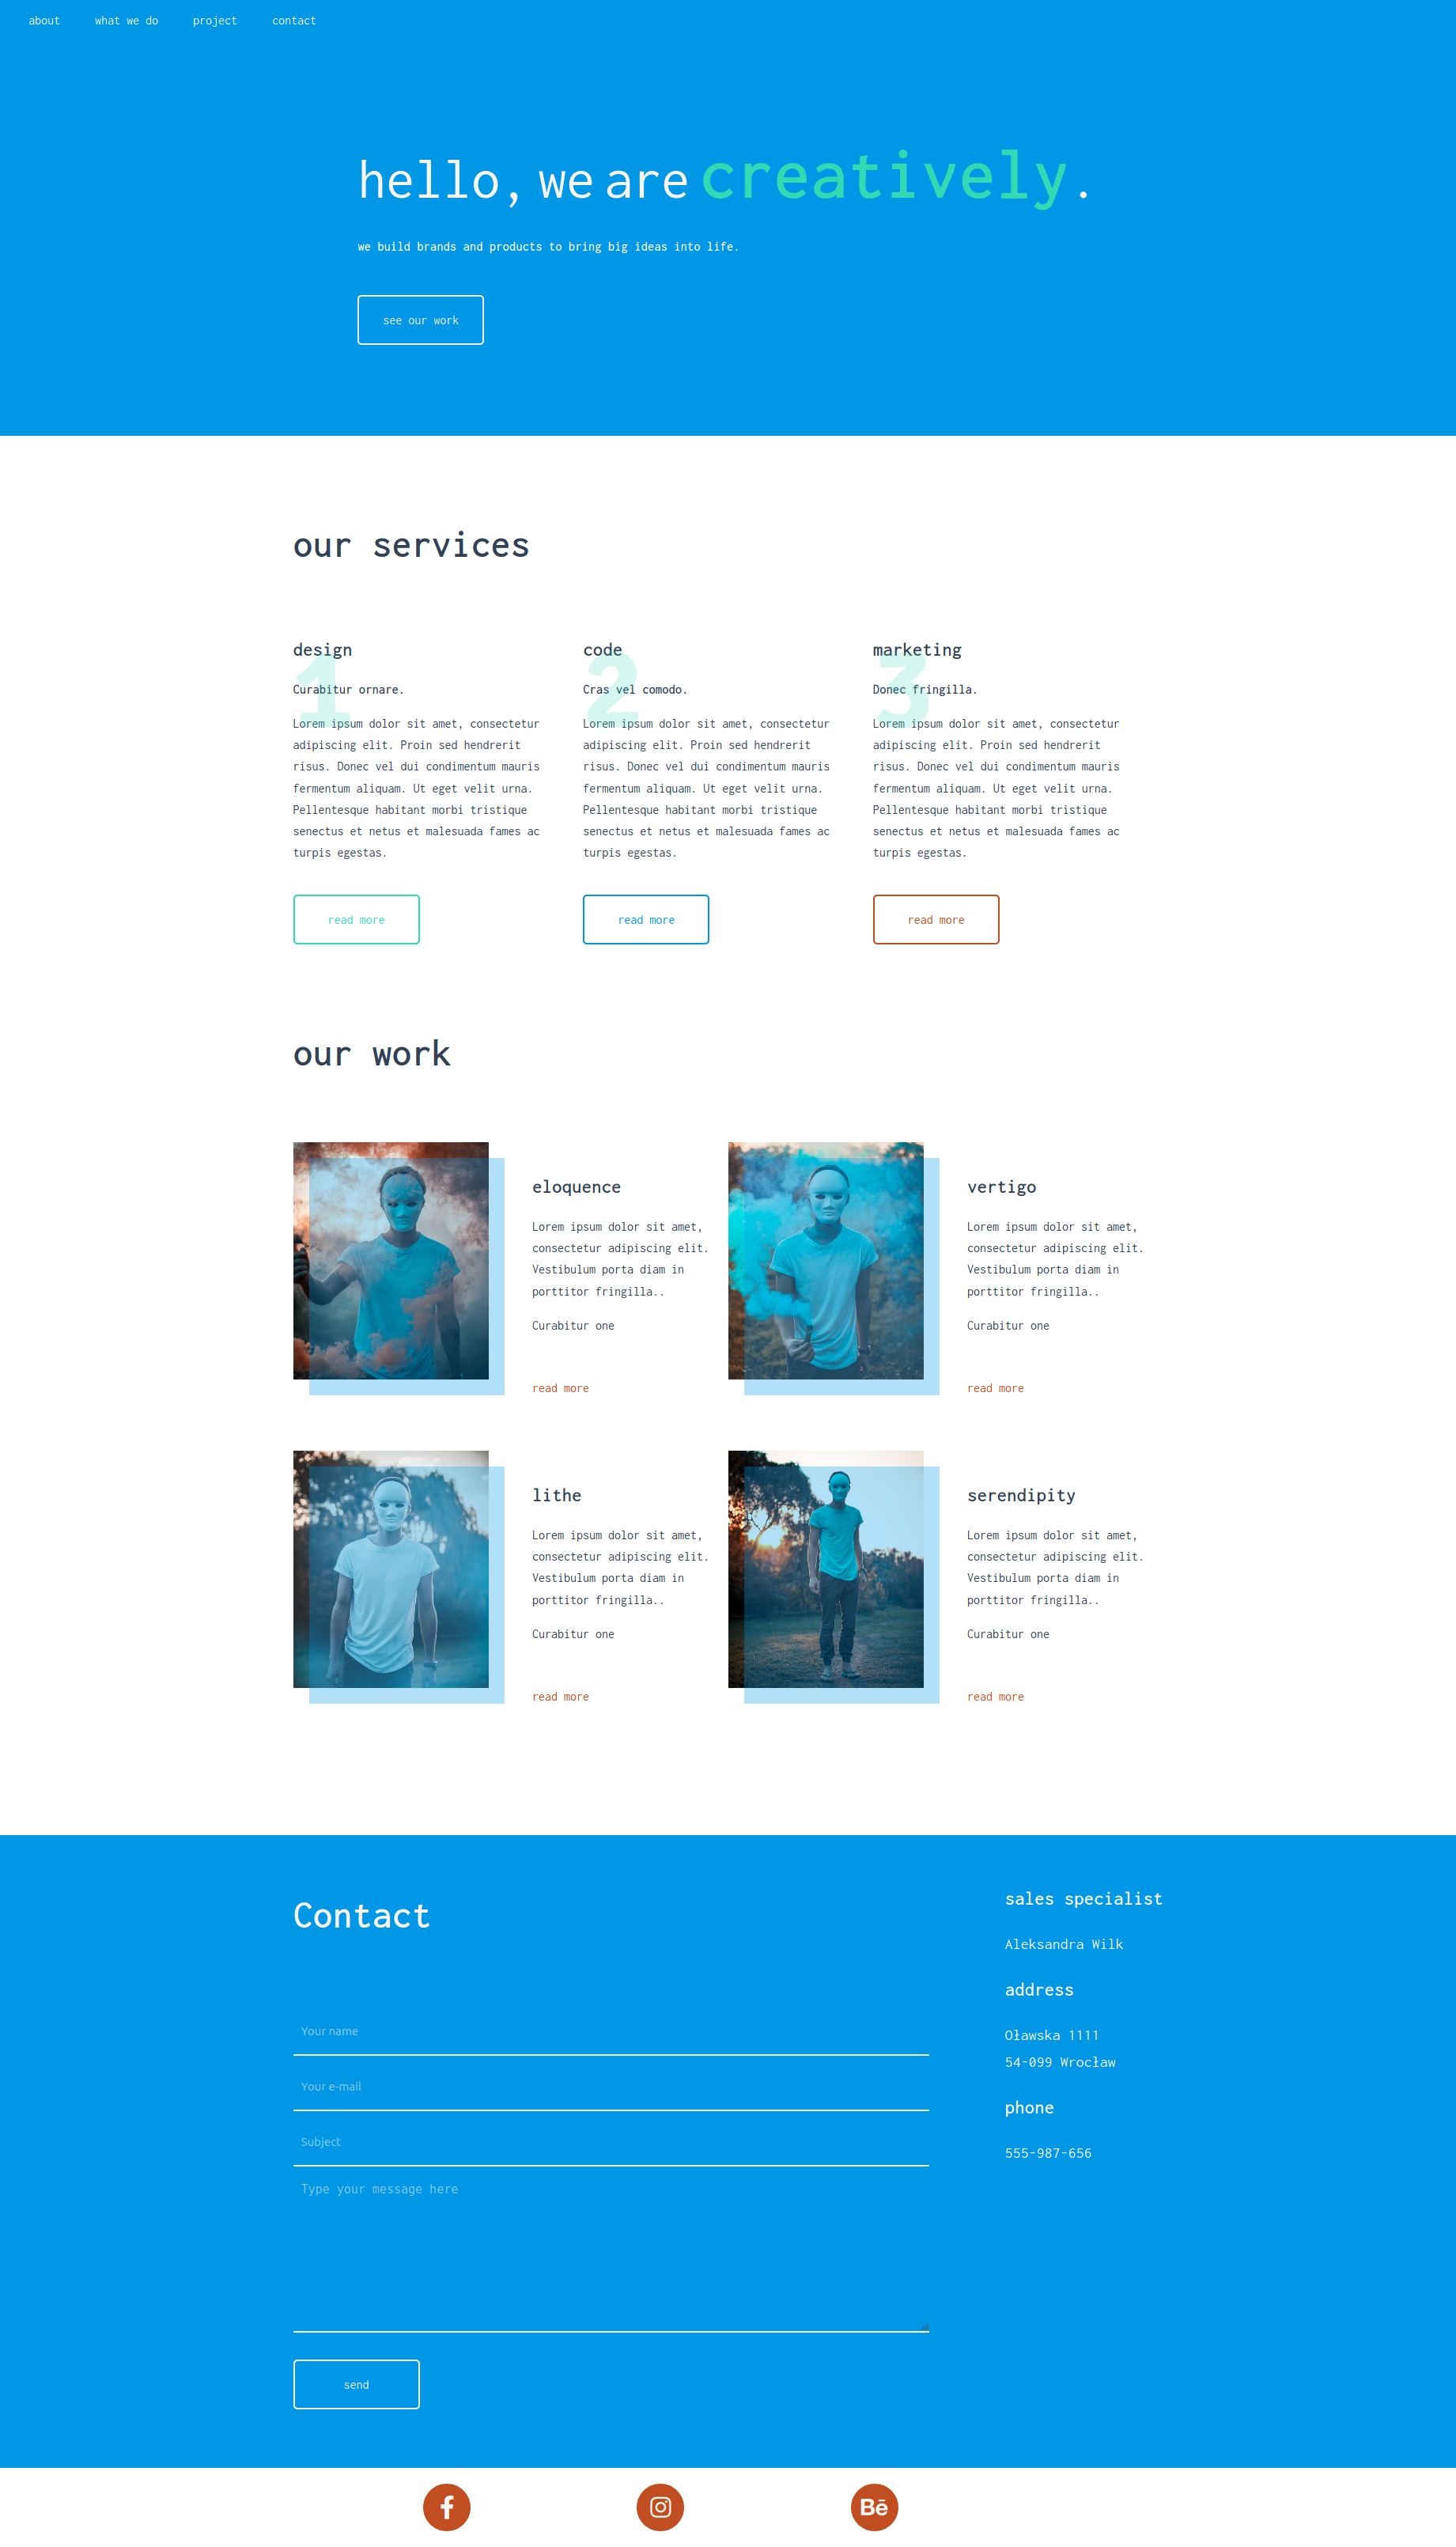 about what we do project contact
hello, we are creatively.
we build brands and products to bring big ideas into life.
see our work
our services
design
1
Curabitur ornare.
Lorem ipsum dolor sit amet, consectetur
adipiscing elit. Proin sed hendrerit
risus. Donec vel dui condimentum mauris
fermentum aliquam. Ut eget velit urna.
Pellentesque habitant morbi tristique
senectus et netus et malesuada fames ac
turpis egestas.
read more
code
2
Cras vel comodo.
Lorem ipsum dolor sit amet, consectetur
adipiscing elit. Proin sed hendrerit
risus. Donec vel dui condimentum mauris
fermentum aliquam. Ut eget velit urna.
Pellentesque habitant morbi tristique
senectus et netus et malesuada fames ac
turpis egestas.
read more
marketing
3
Donec fringilla.
Lorem ipsum dolor sit amet, consectetur
adipiscing elit. Proin sed hendrerit
risus. Donec vel dui condimentum mauris
fermentum aliquam. Ut eget velit urna.
Pellentesque habitant morbi tristique
senectus et netus et malesuada fames ac
turpis egestas.
read more
our work
eloquence
Lorem ipsum dolor sit amet,
consectetur adipiscing elit.
Vestibulum porta diam in
porttitor fringilla..
Curabitur one
read more
vertigo
Lorem ipsum dolor sit amet,
consectetur adipiscing elit.
Vestibulum porta diam in
porttitor fringilla..
Curabitur one
read more
lithe
Lorem ipsum dolor sit amet,
consectetur adipiscing elit.
Vestibulum porta diam in
porttitor fringilla..
Curabitur one
read more
serendipity
Lorem ipsum dolor sit amet,
consectetur adipiscing elit.
Vestibulum porta diam in
porttitor fringilla..
Curabitur one
read more
Contact
Your name
Your e-mail
Subject
Type your message here
send
sales specialist
Aleksandra Wilk
address
Oławska 1111
54-099 Wrocław
phone
555-987-656
f
Bē